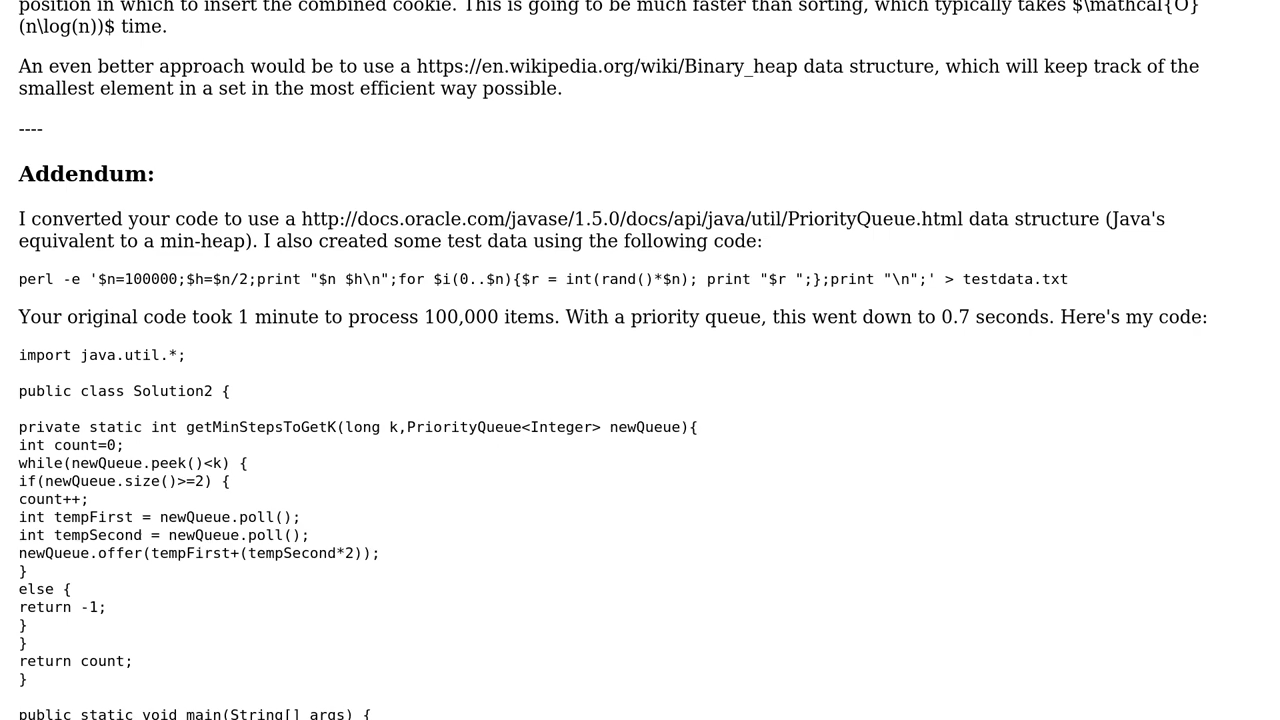 position in which to insert the combined cookie. This is going to be much faster than sorting, which typically takes $\mathcal{O}
(n\log(n))$ time.
An even better approach would be to use a https://en.wikipedia.org/wiki/Binary_heap data structure, which will keep track of the
smallest element in a set in the most efficient way possible.
----
Addendum:
I converted your code to use a http://docs.oracle.com/javase/1.5.0/docs/api/java/util/PriorityQueue.html data structure (Java's
equivalent to a min-heap). I also created some test data using the following code:
perl -e '$n=100000;$h=$n/2;print "$n $h\n";for $i(0..$n){$r = int(rand()*$n); print "$r ";};print "\n";' > testdata.txt
Your original code took 1 minute to process 100,000 items. With a priority queue, this went down to 0.7 seconds. Here's my code:
import java.util.*;
public class Solution2 {
private static int getMinStepsToGetK(long k,PriorityQueue<Integer> newQueue){
int count=0;
while(newQueue.peek()<k) {
if(newQueue.size()>=2) {
count++;
int tempFirst = newQueue.poll();
int tempSecond = newQueue.poll();
newQueue.offer(tempFirst+(tempSecond*2));
}
else {
return -1;
}
}
return count;
}
public static void main(String[] args) {